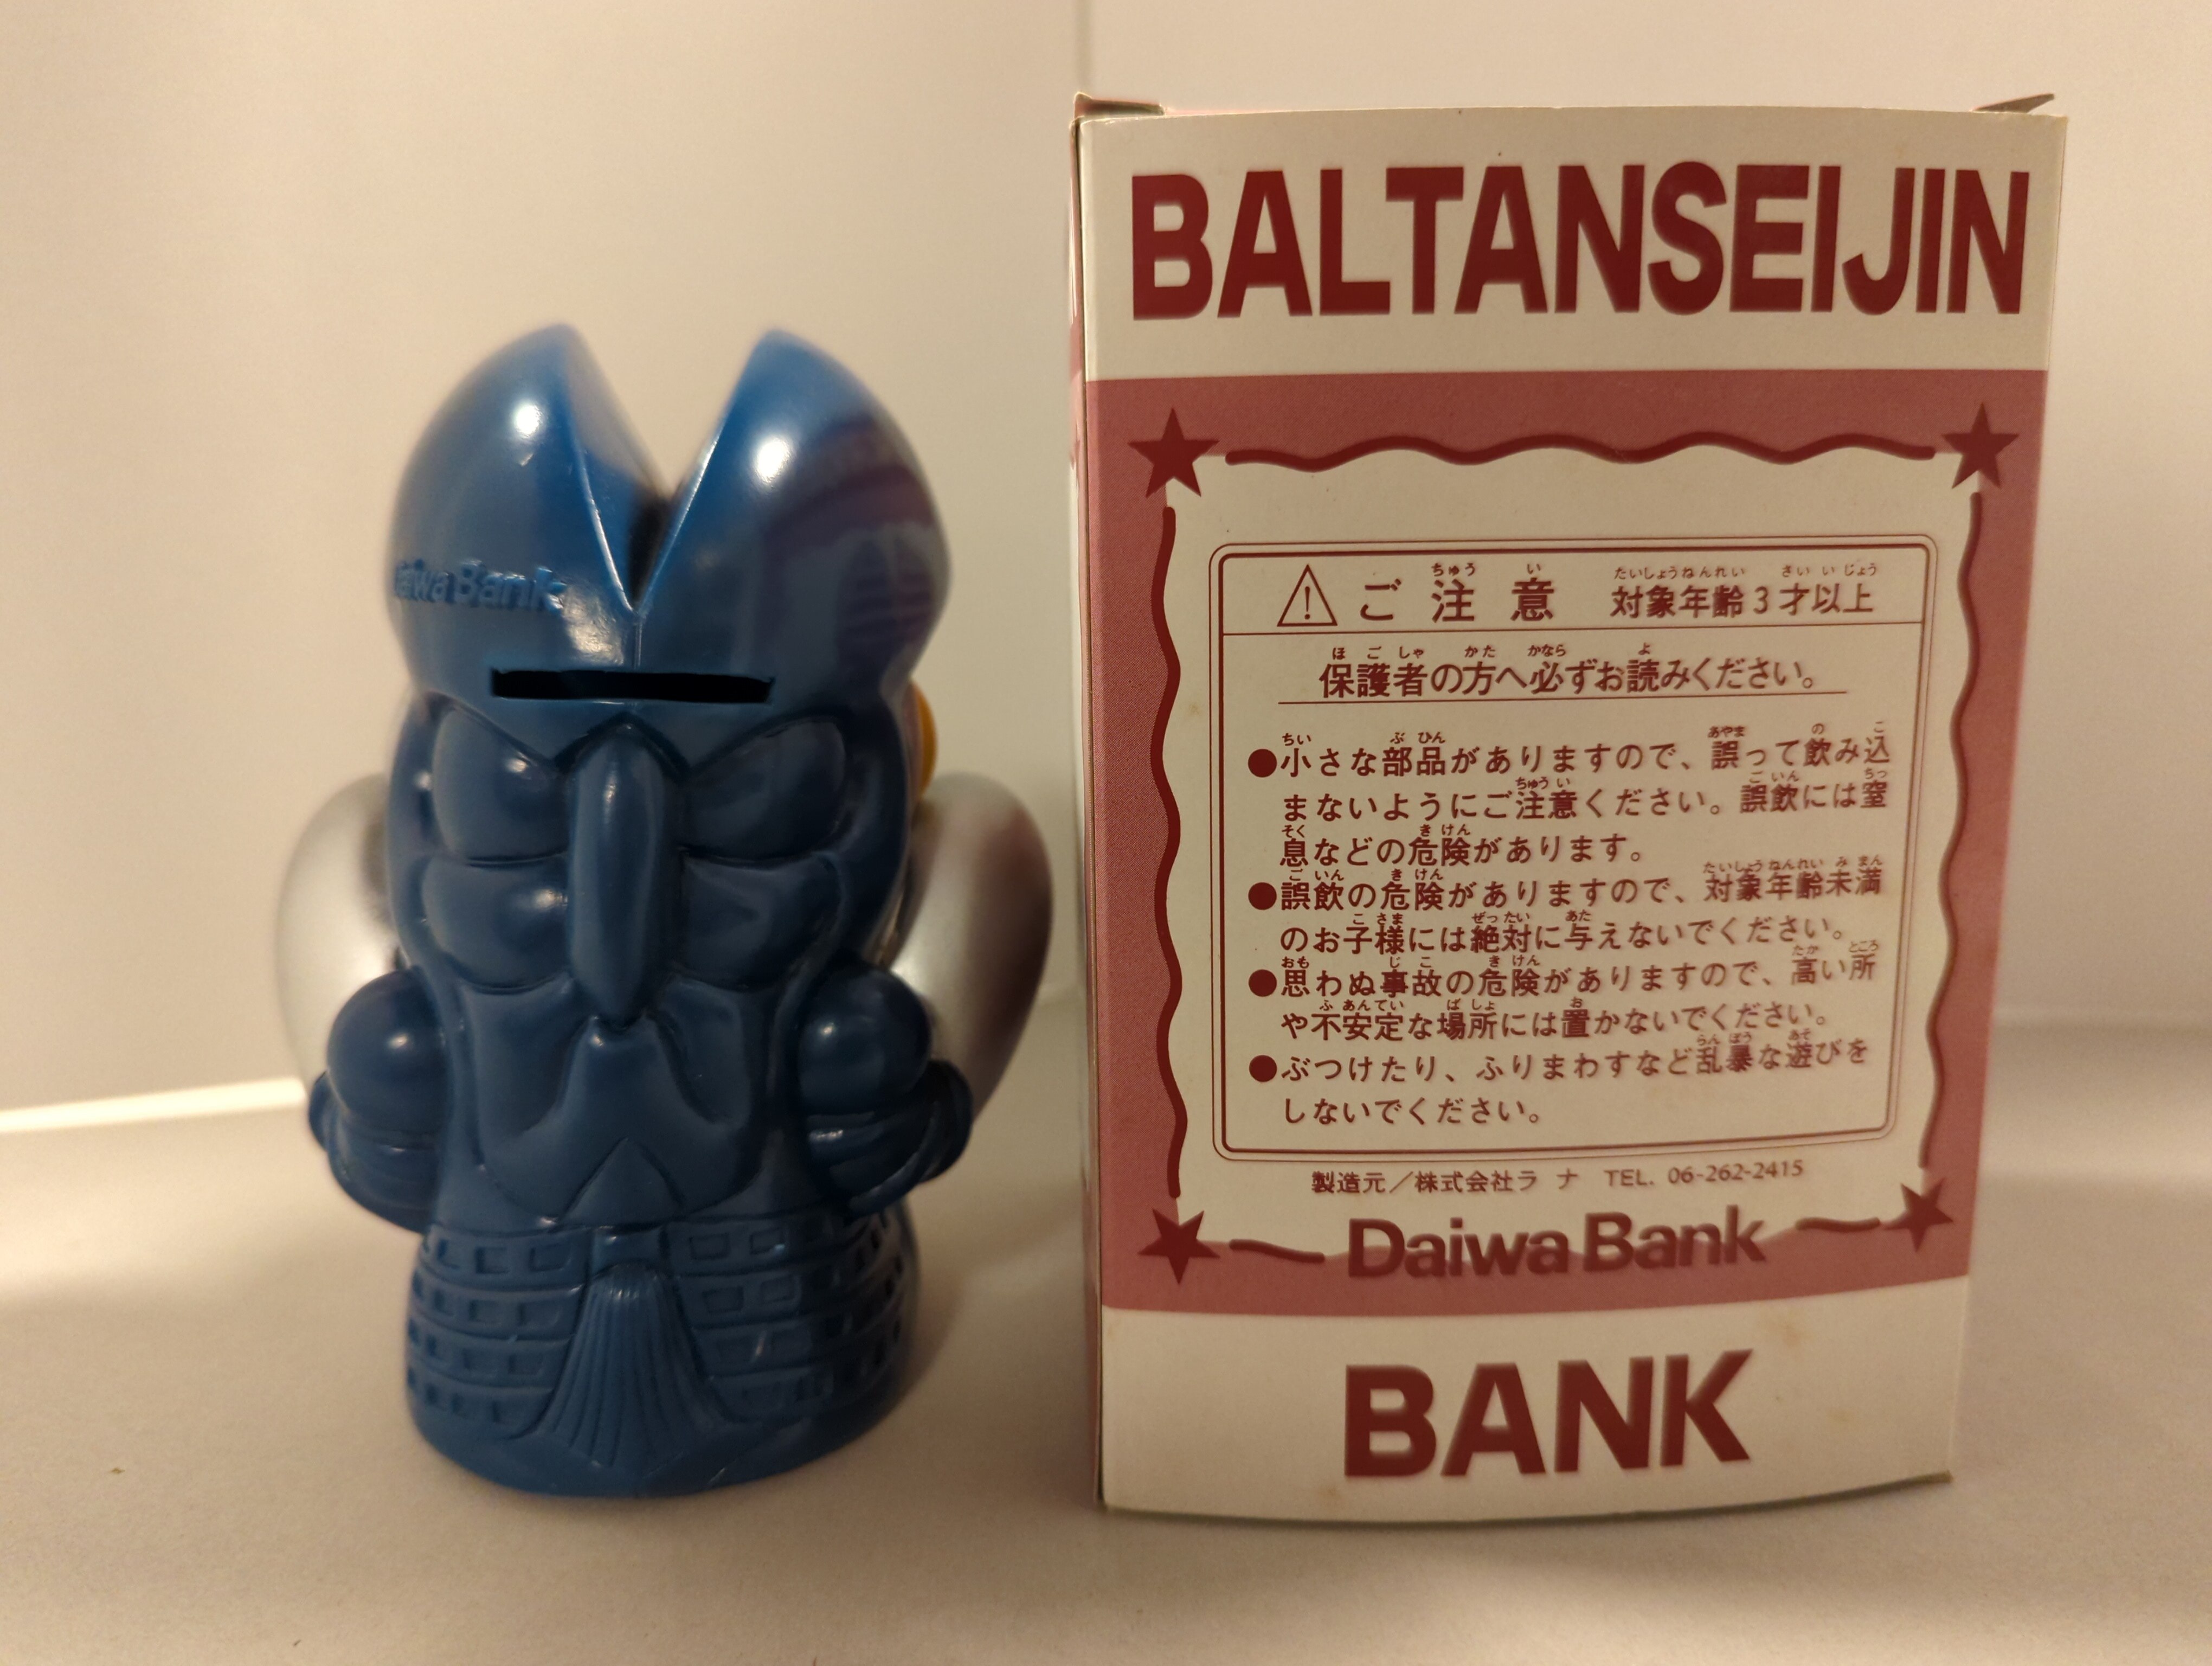 Daiwa Bank
BALTANSEIJIN
ご注意 対象年齢3才以上
保護者の方へ必ずお読みください。
●小さな部品がありますので、誤って飲み込
まないようにご注意ください。誤飲には窒
息などの危険があります。
●誤飲の危険がありますので、対象年齢未満
のお子様には絶対に与えないでください。
●思わぬ事故の危険がありますので、高い所
や不安定な場所には置かないでください。
●ぶつけたり、ふりまわすなど乱暴な遊びを
しないでください。
製造元／株式会社ラナ TEL. 06-262-2415
Daiwa Bank
BANK